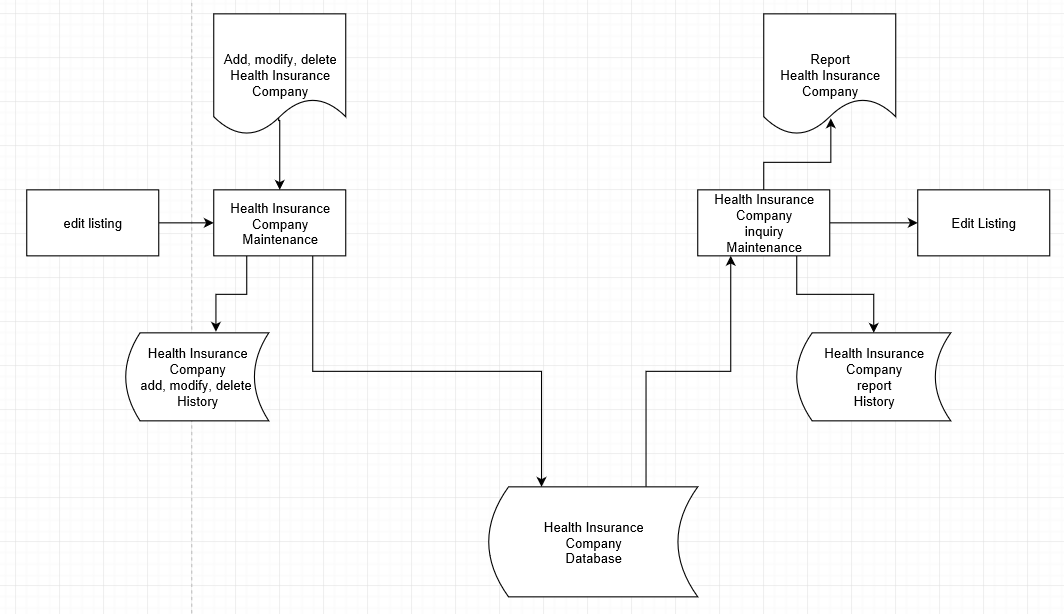 Add, modify, delete
Health Insurance
Company
Report
Health Insurance
Company
edit listing
Health Insurance
Company
Maintenance
Health Insurance
Company
inquiry
Maintenance
Edit Listing
Health Insurance
Company
add, modify, delete
History
Health Insurance
Company
report
History
Health Insurance
Company
Database